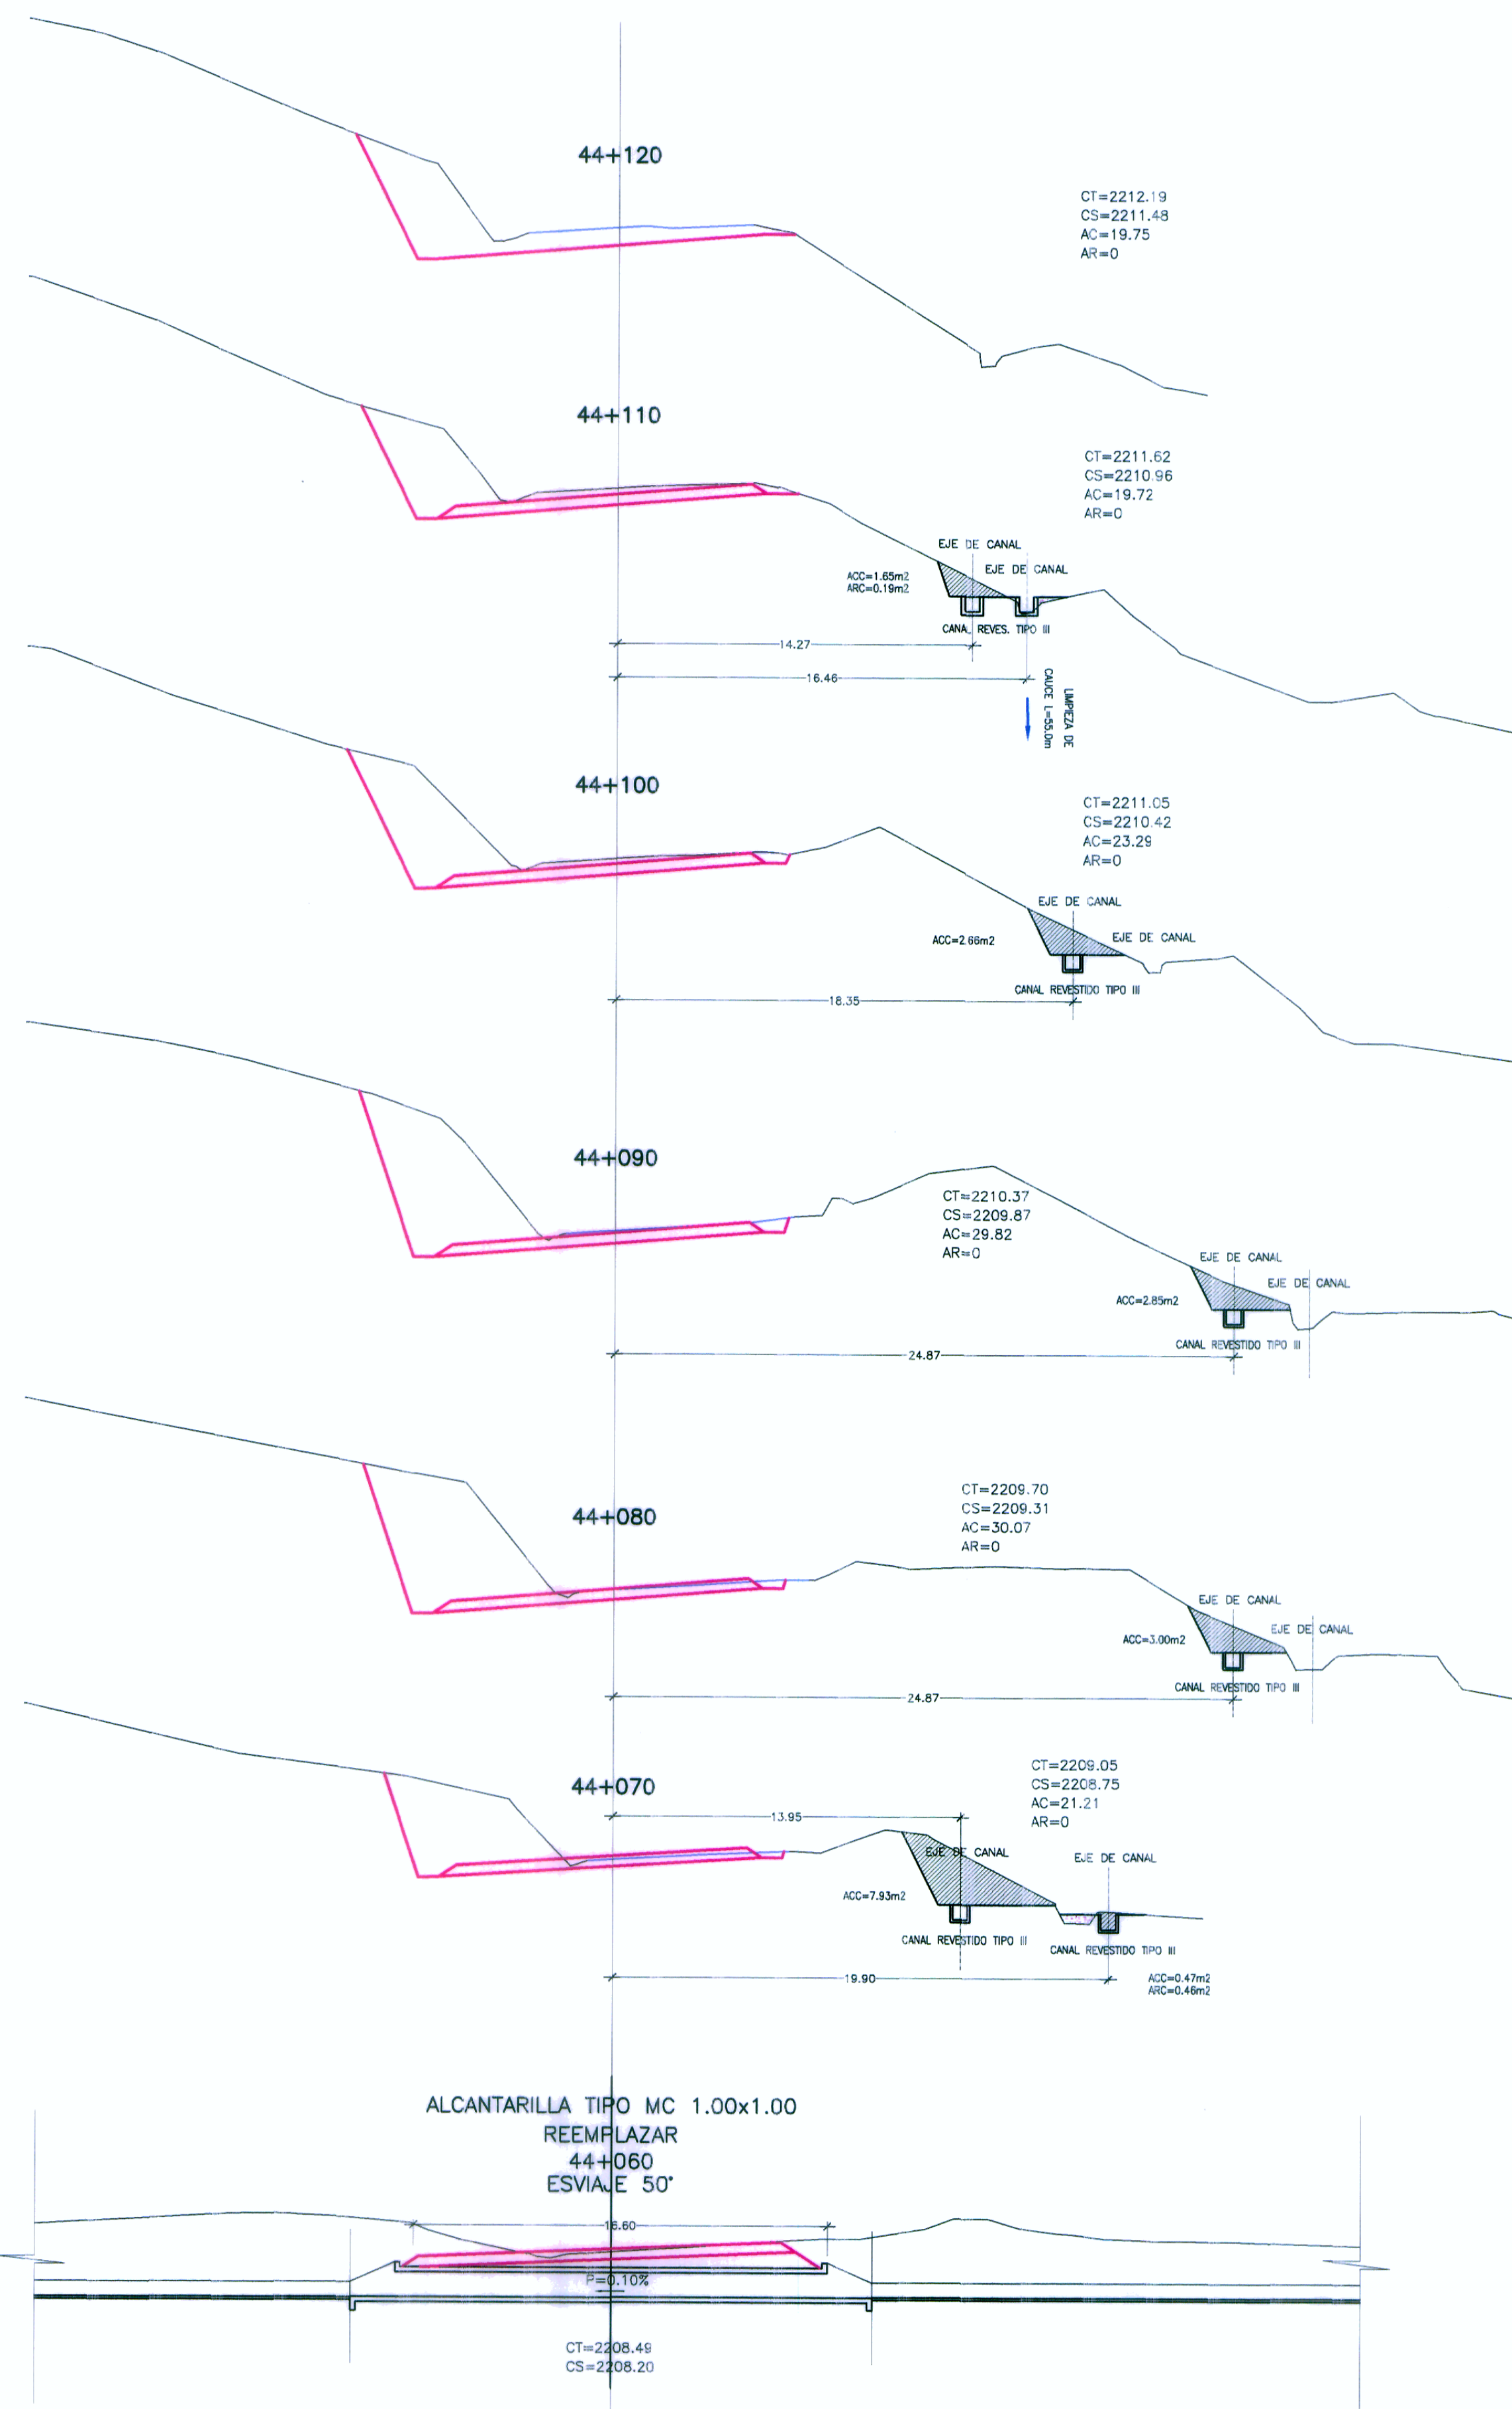 44+120
CT=2212.19
CS=2211.48
AC=19.75
AR=0
44+110
CT=2211.62
CS=2210.96
AC=19.72
AR=0
EJE DE CANAL
EJE DE CANAL
ACC=1.65m2
ARC=0.19m2
CANAL REVES. TIPO III
14.27
16.46
LIMPIEZA DE
CAUCE L=55.0m
44+100
CT=2211.05
CS=2210.42
AC=23.29
AR=0
EJE DE CANAL
EJE DE CANAL
ACC=2.66m2
CANAL REVESTIDO TIPO III
18.35
44+090
CT=2210.37
CS=2209.87
AC=29.82
AR=0
EJE DE CANAL
EJE DE CANAL
ACC=2.85m2
CANAL REVESTIDO TIPO III
24.87
44+080
CT=2209.70
CS=2209.31
AC=30.07
AR=0
EJE DE CANAL
EJE DE CANAL
ACC=3.00m2
CANAL REVESTIDO TIPO III
24.87
44+070
CT=2209.05
CS=2208.75
AC=21.21
AR=0
13.95
EJE DE CANAL
EJE DE CANAL
ACC=7.93m2
CANAL REVESTIDO TIPO III
CANAL REVESTIDO TIPO III
19.90
ACC=0.47m2
ARC=0.46m2
ALCANTARILLA TIPO MC 1.00x1.00
REEMPLAZAR
44+060
ESVIAJE 50°
16.60
P=0.10%
CT=2208.49
CS=2208.20